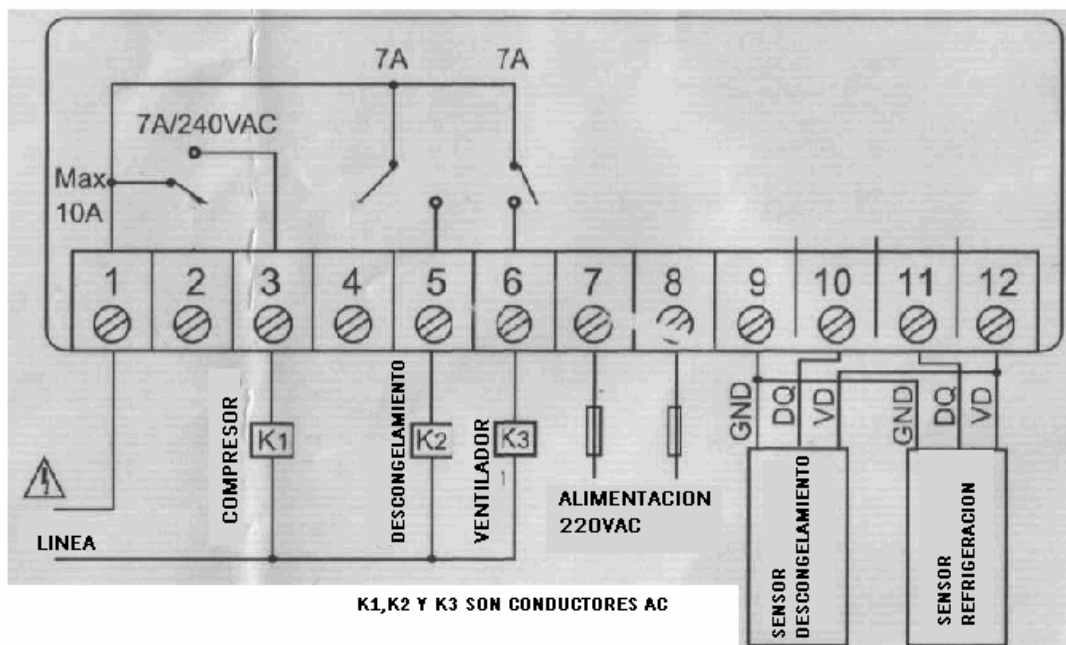 7A 7A
7A/240VAC
Max
10A
1 2 3 4 5 6 7 8 9 10 11 12
GND DQ VD GND DQ VD
COMPRESOR
K1
DESCONGELAMIENTO
K2
VENTILADOR
K3
ALIMENTACION
220VAC
LINEA
SENSOR
DESCONGELAMIENTO
SENSOR
REFRIGERACION
K1,K2 Y K3 SON CONDUCTORES AC